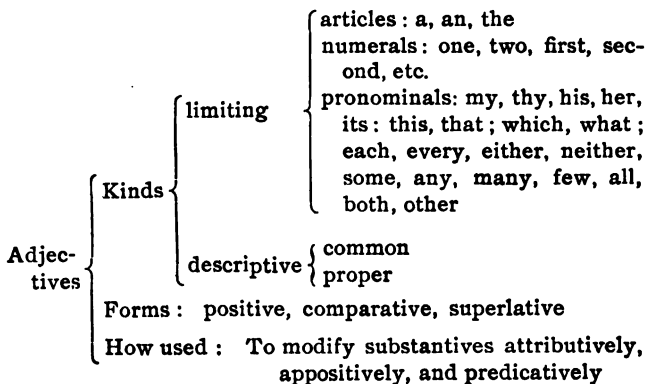 articles : a, an, the
numerals : one, two, first, sec-
ond, etc.
limiting
pronominals: my, thy, his, her,
its : this, that ; which, what ;
each, every, either, neither,
some, any, many, few, all,
both, other
Kinds
Adjec-
tives
descriptive
common
proper
Forms : positive, comparative, superlative
How used : To modify substantives attributively,
appositively, and predicatively